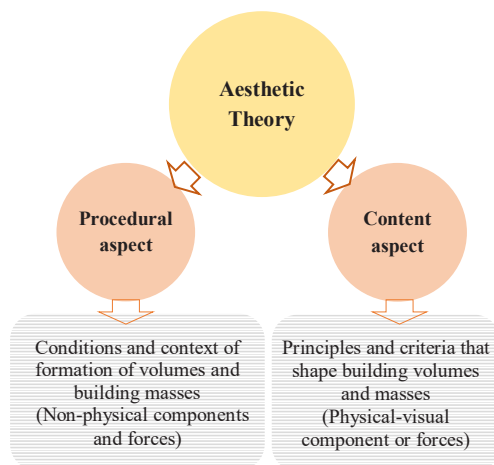 Aesthetic
Theory
Procedural
aspect
Content
aspect
Conditions and context of
formation of volumes and
building masses
(Non-physical components
and forces)
Principles and criteria that
shape building volumes
and masses
(Physical-visual
component or forces)